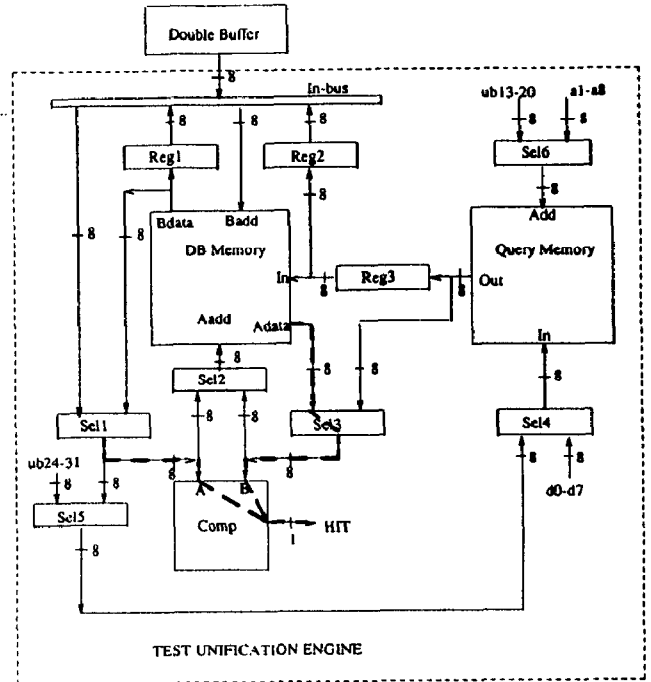 Double Buffer
8
In-bus
ub13-20
a1-a8
8
8
8
8
8
8
Reg1
Reg2
Sel6
8
8
8
8
Add
Bdata
Badd
DB Memory
Query Memory
In
8
Reg3
8
Out
Aadd
Adata
In
8
8
8
8
Sel2
8
8
Sel1
Sel3
Sel4
ub24-31
8
8
8
8
8
8
d0-d7
A
B
Sel5
Comp
HIT
1
8
8
TEST UNIFICATION ENGINE